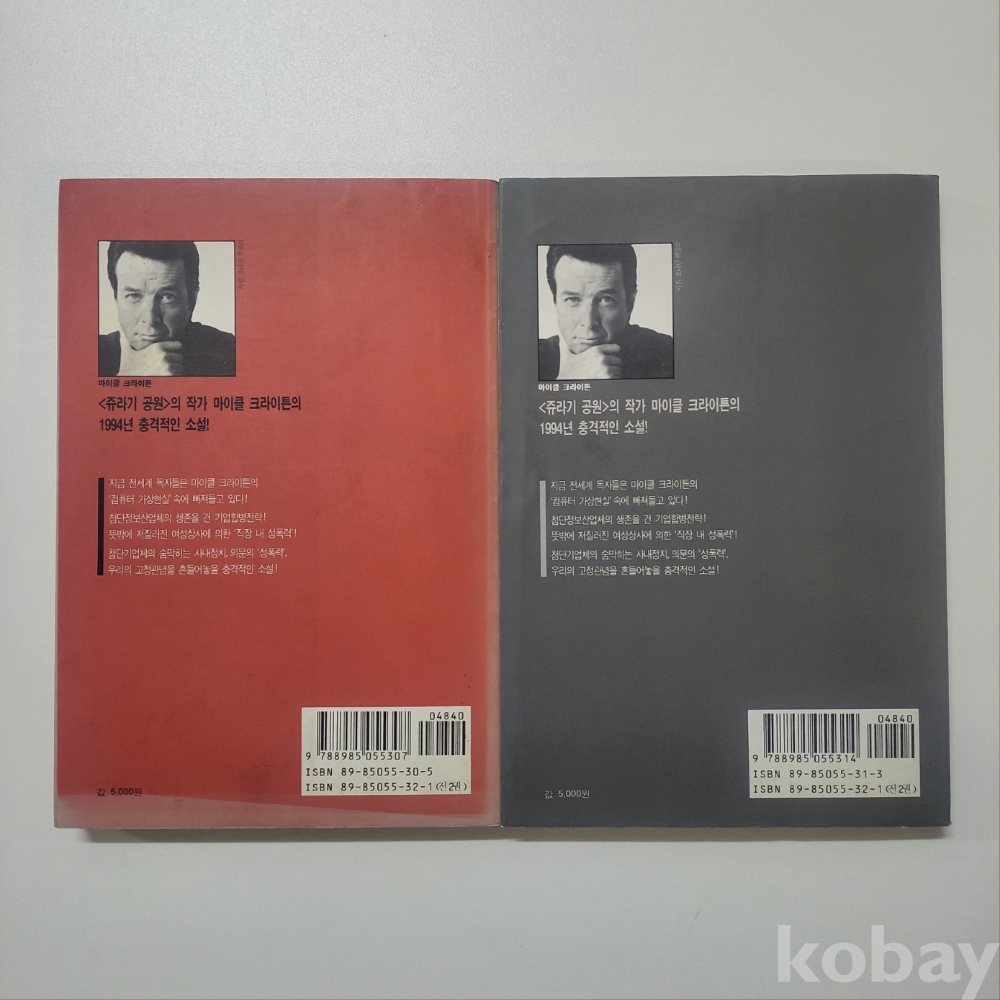 마이클 크라이튼
<쥬라기 공원>의 작가 마이클 크라이튼의
1994년 충격적인 소설!
지금 전세계 독자들은 마이클 크라이튼의
'컴퓨터 가상현실' 속에 빠져들고 있다!
첨단정보산업체의 생존을 건 기업합병전략!
뜻밖에 저질러진 여성상사에 의한 '직장 내 성폭력'!
첨단기업체의 숨막히는 사내정치, 의문의 '성폭력',
우리의 고정관념을 흔들어놓을 충격적인 소설!
04840
9 788985 055307
ISBN 89-85055-30-5
ISBN 89-85055-32-1 (전2권)
값 5,000원
마이클 크라이튼
<쥬라기 공원>의 작가 마이클 크라이튼의
1994년 충격적인 소설!
지금 전세계 독자들은 마이클 크라이튼의
'컴퓨터 가상현실' 속에 빠져들고 있다!
첨단정보산업체의 생존을 건 기업합병전략!
뜻밖에 저질러진 여성상사에 의한 '직장 내 성폭력'!
첨단기업체의 숨막히는 사내정치, 의문의 '성폭력',
우리의 고정관념을 흔들어놓을 충격적인 소설!
04840
9 788985 055314
ISBN 89-85055-31-3
ISBN 89-85055-32-1 (전2권)
값 5,000원
kobay